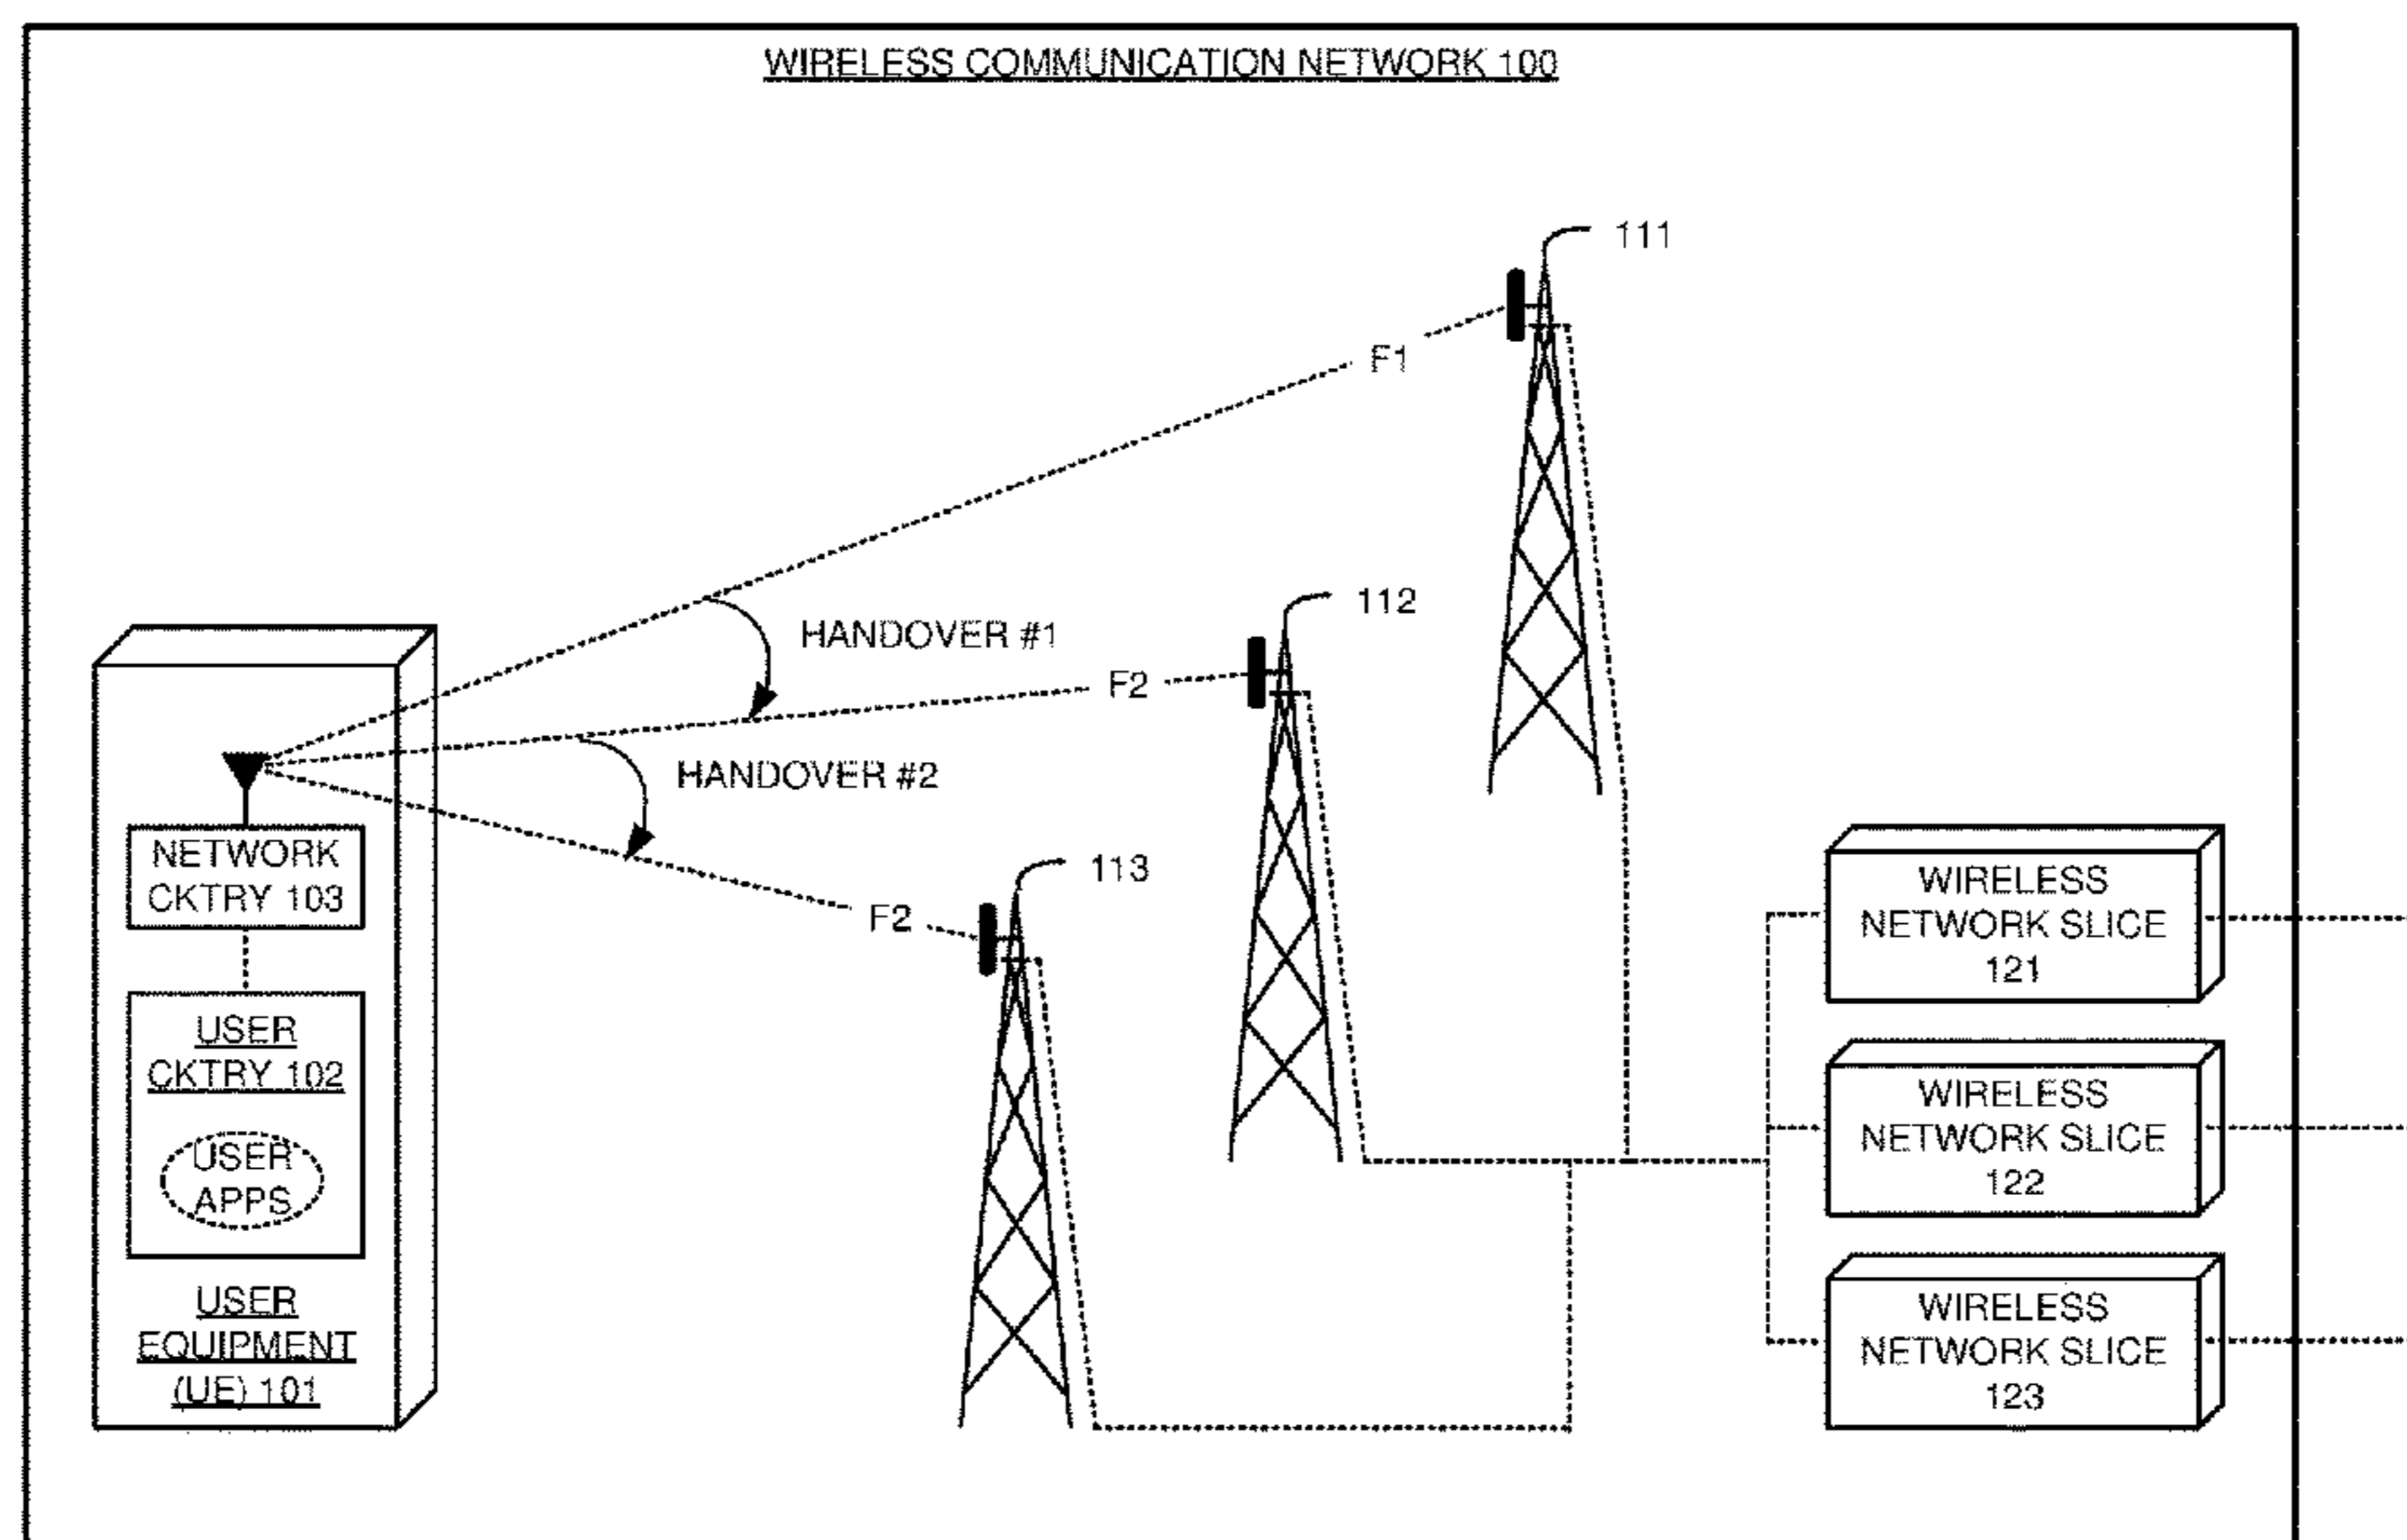 WIRELESS COMMUNICATION NETWORK 100
111
F1
112
HANDOVER #1
F2
HANDOVER #2
113
F2
NETWORK
CKTRY 103
USER
CKTRY 102
USER
APPS
USER
EQUIPMENT
(UE) 101
WIRELESS
NETWORK SLICE
121
WIRELESS
NETWORK SLICE
122
WIRELESS
NETWORK SLICE
123